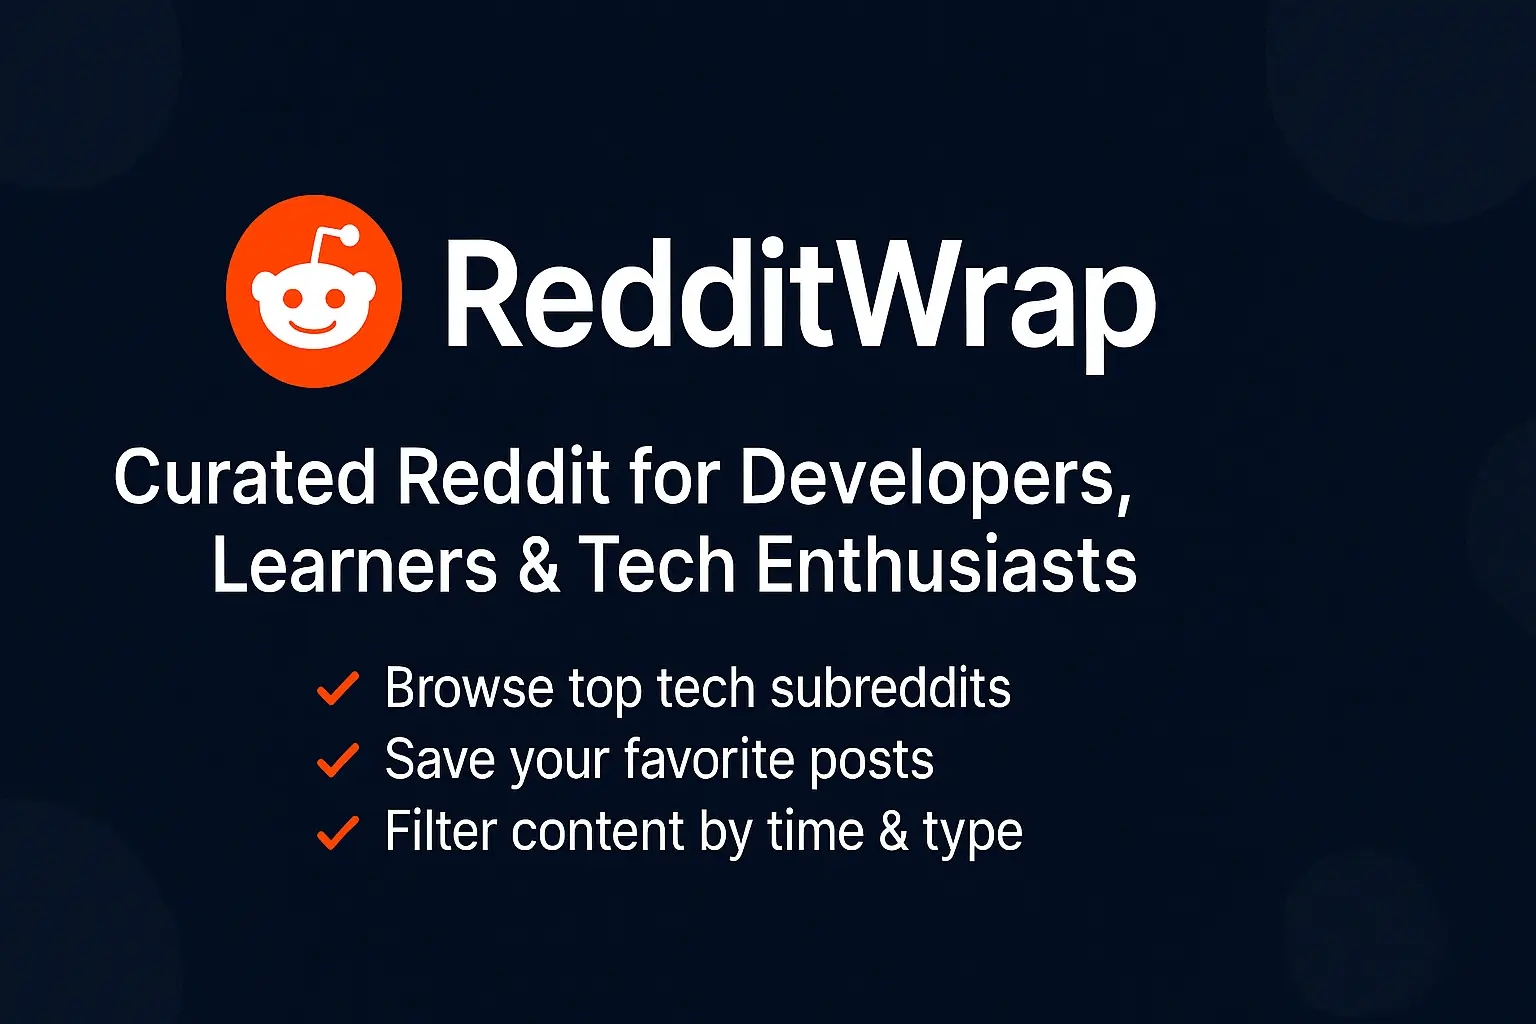 RedditWrap
Curated Reddit for Developers,
Learners & Tech Enthusiasts
Browse top tech subreddits
Save your favorite posts
Filter content by time & type